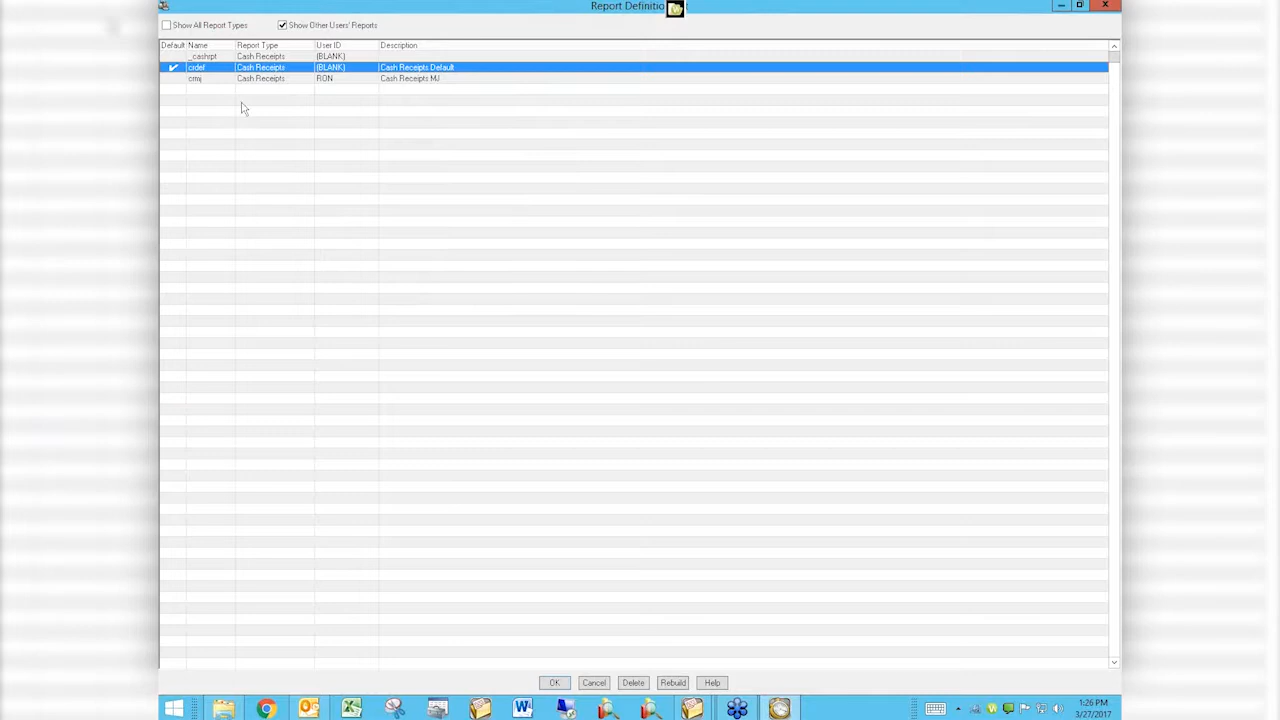 Report Definitio
Show All Report Types Show Other Users' Reports
Default Name Report Type User ID Description
_cashrpt Cash Receipts (BLANK)
crdef Cash Receipts (BLANK) Cash Receipts Default
crmj Cash Receipts RON Cash Receipts MJ
OK Cancel Delete Rebuild Help
1:26 PM
3/27/2017